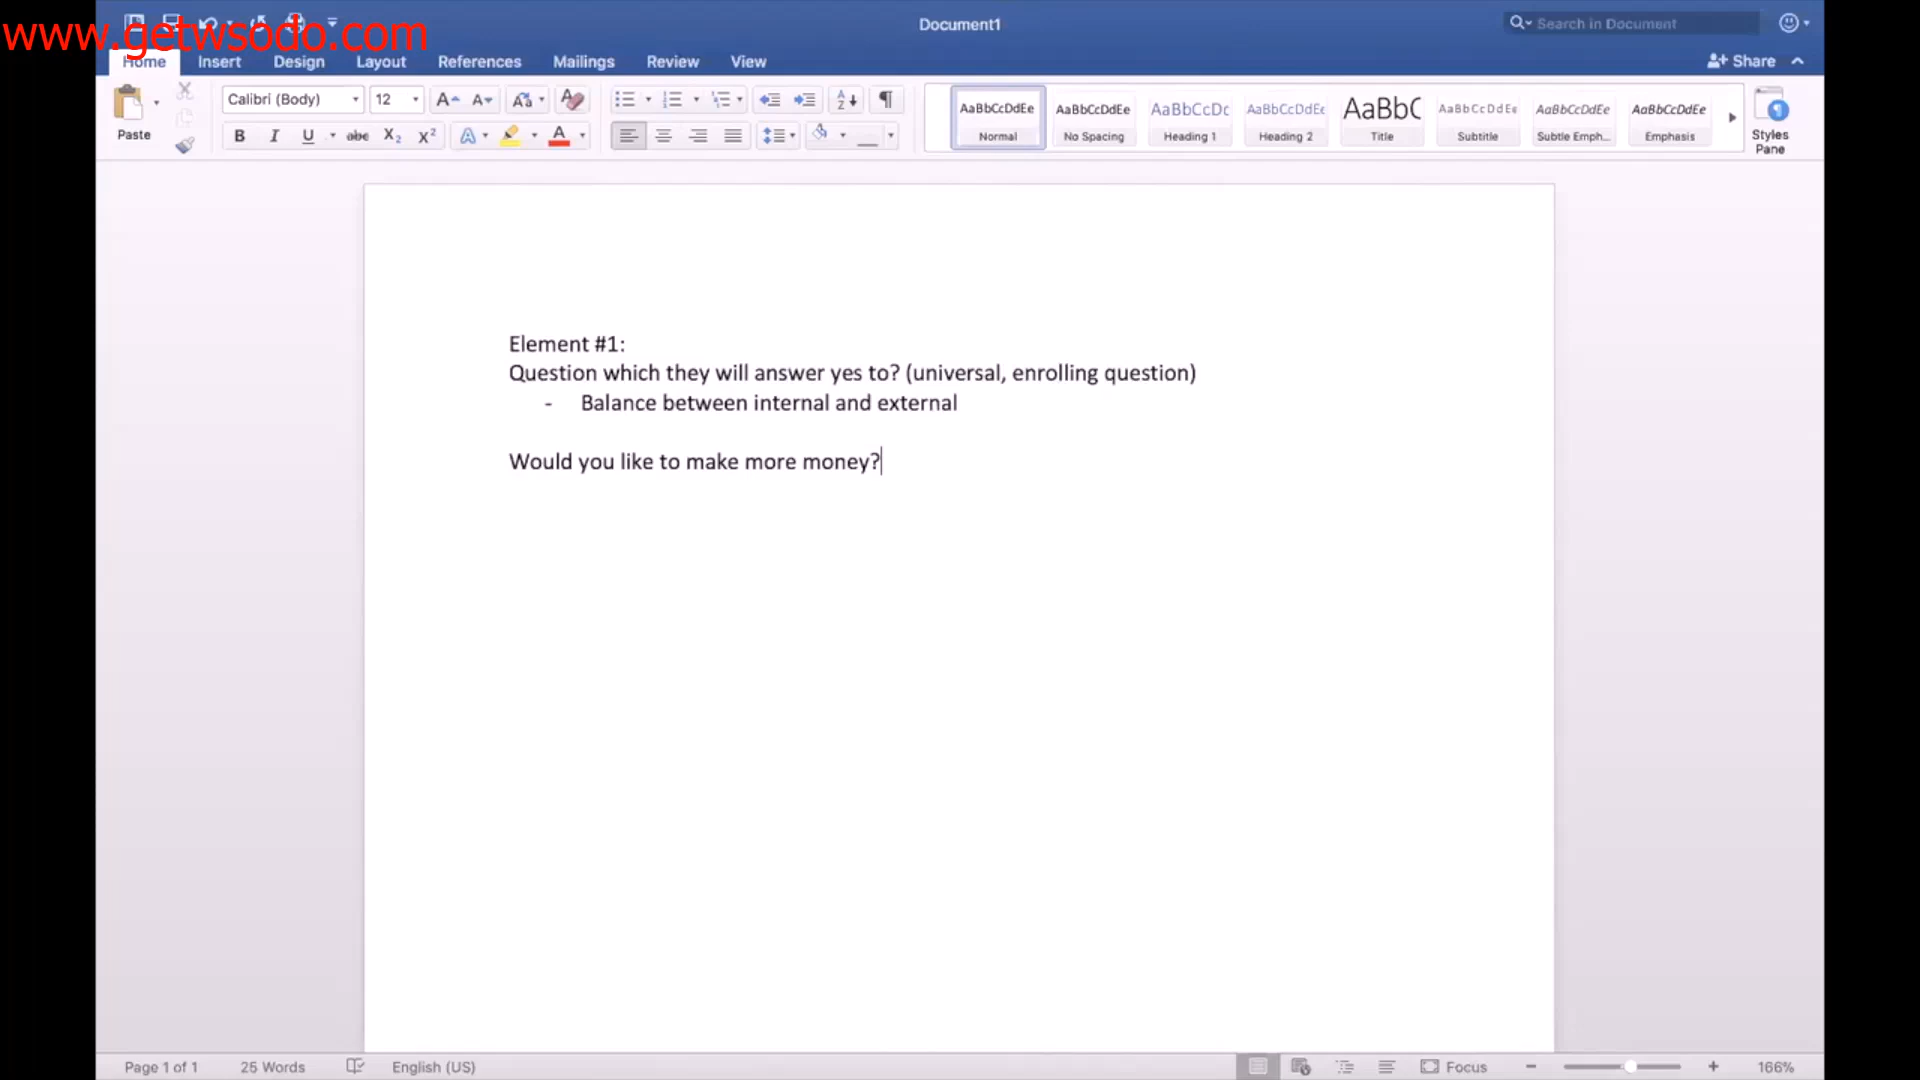 www.getwsodo.com
Document1
Search in Document
Home Insert Design Layout References Mailings Review View
Share
Paste
Calibri (Body) 12
AaBbCcDdEe AaBbCcDdEe AaBbCcDc AaBbCcDdEe AaBbC AaBbCcDdEe AaBbCcDdEe AaBbCcDdEe
Normal No Spacing Heading 1 Heading 2 Title Subtitle Subtle Emph... Emphasis
Styles
Pane
B I U abc X2 X2 A A
Element #1:
Question which they will answer yes to? (universal, enrolling question)
- Balance between internal and external
Would you like to make more money?
Page 1 of 1 25 Words English (US) Focus 166%